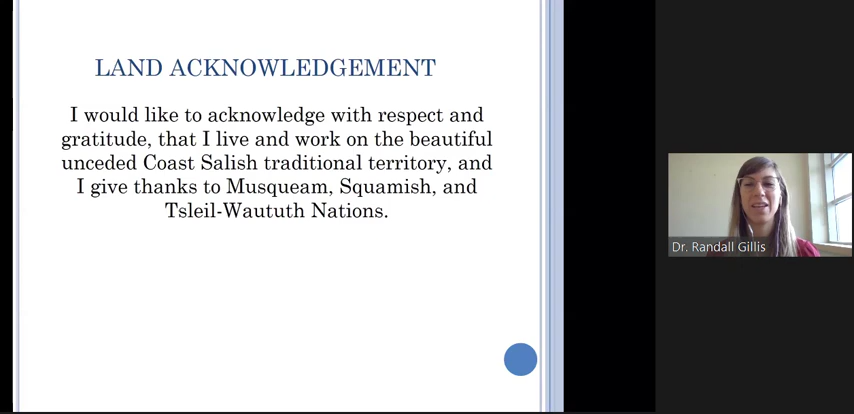 LAND ACKNOWLEDGEMENT
I would like to acknowledge with respect and
gratitude, that I live and work on the beautiful
unceded Coast Salish traditional territory, and
I give thanks to Musqueam, Squamish, and
Tsleil-Waututh Nations.
Dr. Randall Gillis